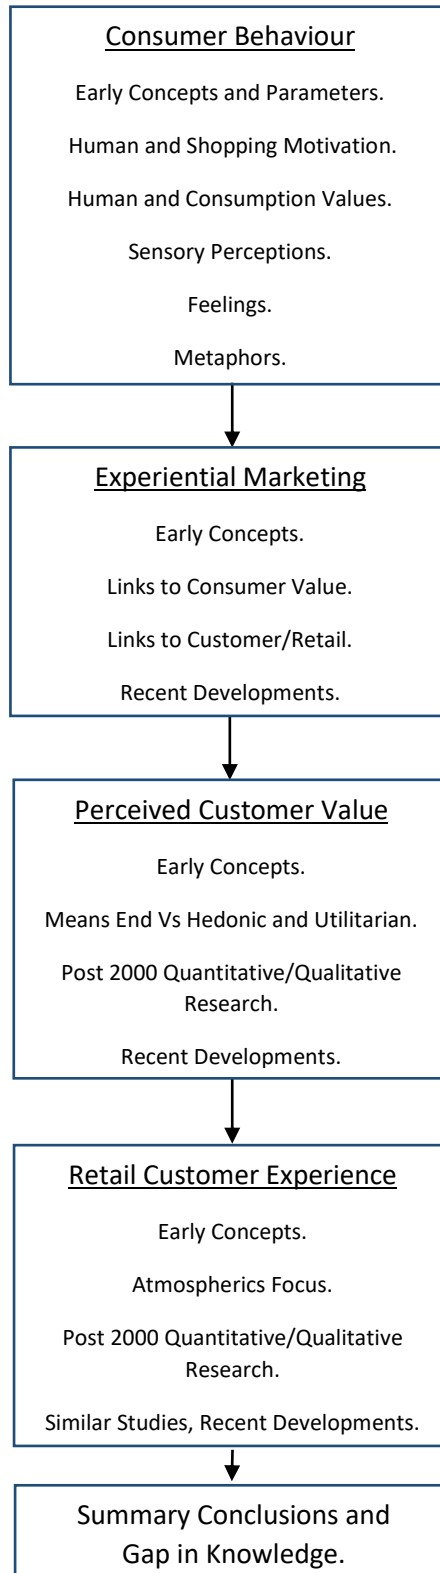 Consumer Behaviour
Early Concepts and Parameters.
Human and Shopping Motivation.
Human and Consumption Values.
Sensory Perceptions.
Feelings.
Metaphors.
Experiential Marketing
Early Concepts.
Links to Consumer Value.
Links to Customer/Retail.
Recent Developments.
Perceived Customer Value
Early Concepts.
Means End Vs Hedonic and Utilitarian.
Post 2000 Quantitative/Qualitative
Research.
Recent Developments.
Retail Customer Experience
Early Concepts.
Atmospherics Focus.
Post 2000 Quantitative/Qualitative
Research.
Similar Studies, Recent Developments.
Summary Conclusions and
Gap in Knowledge.